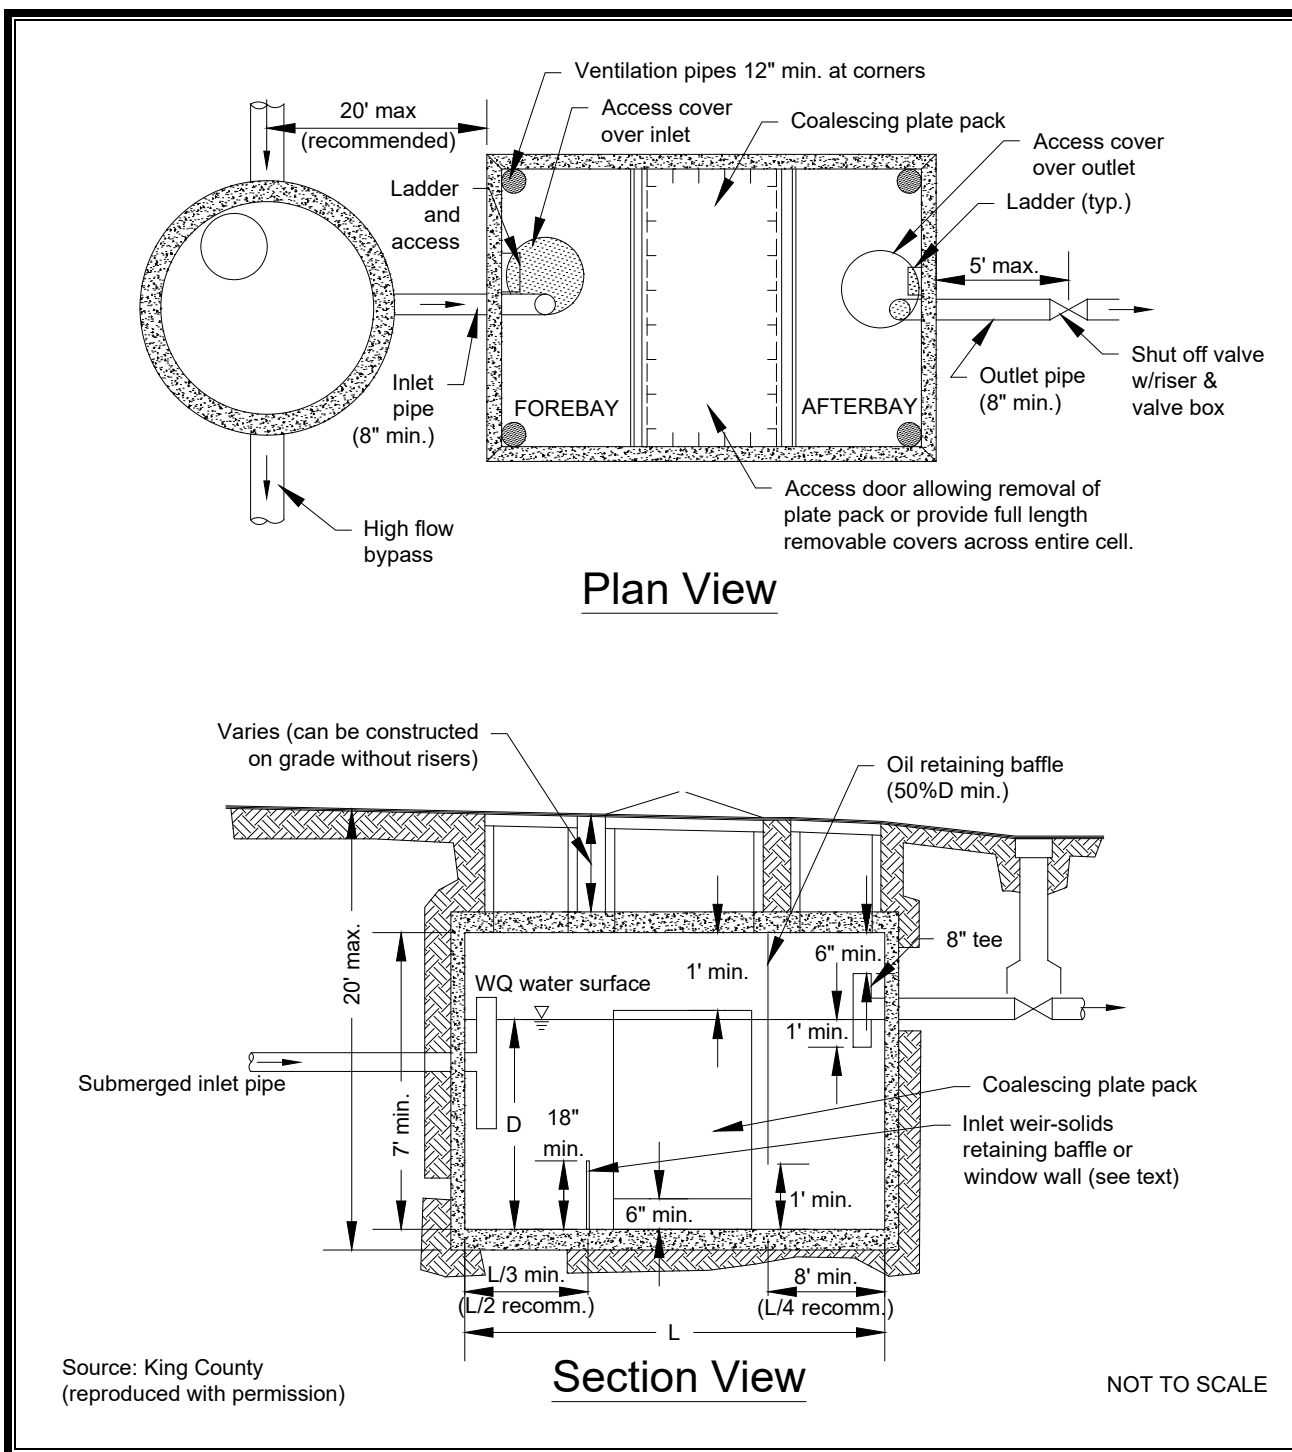 Ventilation pipes 12" min. at corners
20' max
(recommended)
Access cover
over inlet
Coalescing plate pack
Access cover
over outlet
Ladder
and
access
Ladder (typ.)
5' max.
Inlet
pipe
(8" min.)
FOREBAY
AFTERBAY
Outlet pipe
(8" min.)
Shut off valve
w/riser &
valve box
High flow
bypass
Access door allowing removal of
plate pack or provide full length
removable covers across entire cell.
Plan View
Varies (can be constructed
on grade without risers)
Oil retaining baffle
(50%D min.)
20' max.
7' min.
WQ water surface
1' min.
6" min.
8" tee
1' min.
Submerged inlet pipe
D
18"
min.
Coalescing plate pack
Inlet weir-solids
retaining baffle or
window wall (see text)
6" min.
1' min.
L/3 min.
(L/2 recomm.)
8' min.
(L/4 recomm.)
L
Source: King County
(reproduced with permission)
Section View
NOT TO SCALE